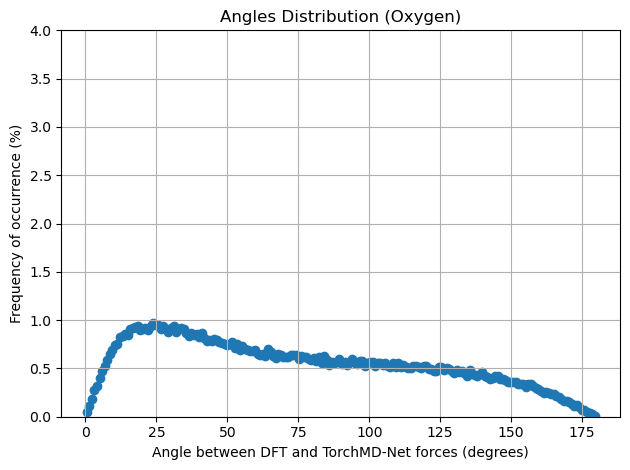 Angles Distribution (Oxygen)
Frequency of occurrence (%)
4.0
3.5
3.0
2.5
2.0
1.5
1.0
0.5
0.0
0 25 50 75 100 125 150 175
Angle between DFT and TorchMD-Net forces (degrees)